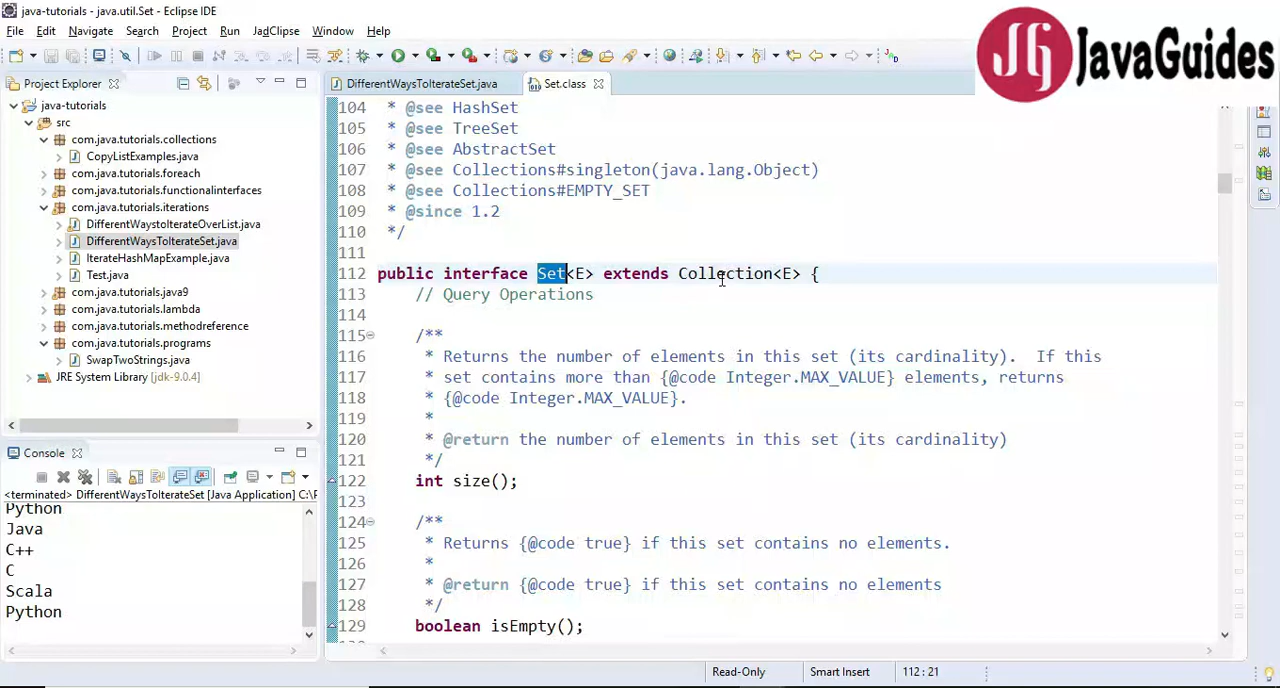 java-tutorials - java.util.Set - Eclipse IDE
File Edit Navigate Search Project Run JadClipse Window Help
JG JavaGuides
Project Explorer
java-tutorials
src
com.java.tutorials.collections
CopyListExamples.java
com.java.tutorials.foreach
com.java.tutorials.functionalinterfaces
com.java.tutorials.iterations
DifferentWaystoIterateOverList.java
DifferentWaysToIterateSet.java
IterateHashMapExample.java
Test.java
com.java.tutorials.java9
com.java.tutorials.lambda
com.java.tutorials.methodreference
com.java.tutorials.programs
SwapTwoStrings.java
JRE System Library [jdk-9.0.4]
Console
<terminated> DifferentWaysToIterateSet [Java Application] C:\P
Python
Java
C++
C
Scala
Python
DifferentWaysToIterateSet.java Set.class
104 * @see HashSet
105 * @see TreeSet
106 * @see AbstractSet
107 * @see Collections#singleton(java.lang.Object)
108 * @see Collections#EMPTY_SET
109 * @since 1.2
110 */
111
112 public interface Set<E> extends Collection<E> {
113 // Query Operations
114
115 /**
116 * Returns the number of elements in this set (its cardinality).  If this
117 * set contains more than {@code Integer.MAX_VALUE} elements, returns
118 * {@code Integer.MAX_VALUE}.
119 *
120 * @return the number of elements in this set (its cardinality)
121 */
122 int size();
123
124 /**
125 * Returns {@code true} if this set contains no elements.
126 *
127 * @return {@code true} if this set contains no elements
128 */
129 boolean isEmpty();
Read-Only Smart Insert 112 : 21